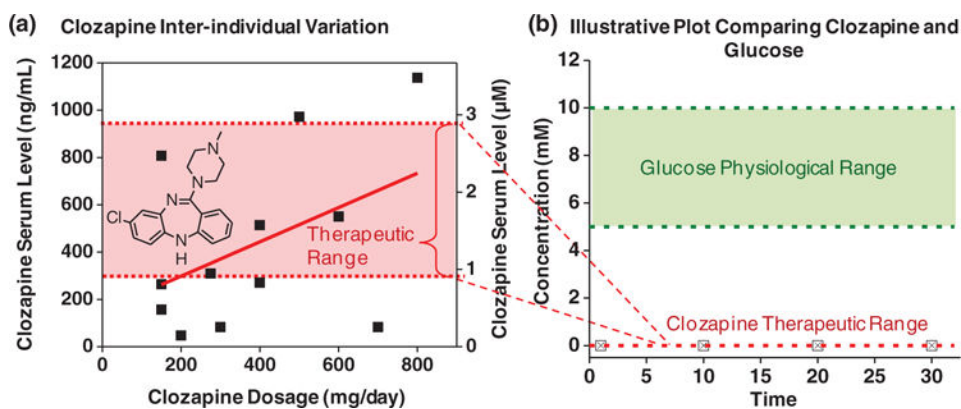 (a) Clozapine Inter-individual Variation
Clozapine Serum Level (ng/mL)
1200
1000
800
600
400
200
0
0 200 400 600 800
Clozapine Dosage (mg/day)
Clozapine Serum Level (µM)
3
2
1
0
N
N
N
Cl
N
N
H
Therapeutic
Range
(b) Illustrative Plot Comparing Clozapine and
Glucose
Concentration (mM)
12
10
8
6
4
2
0
Glucose Physiological Range
Clozapine Therapeutic Range
0 5 10 15 20 25 30
Time